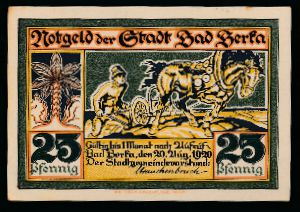 Notgeld der Stadt Bad Berka
25
Pfennig
Gültig bis 1 Monat nach Aufruf
Bad Berka, den 20. Aug. 1920
Der Stadtgemeindevorstand:
25
Pfennig